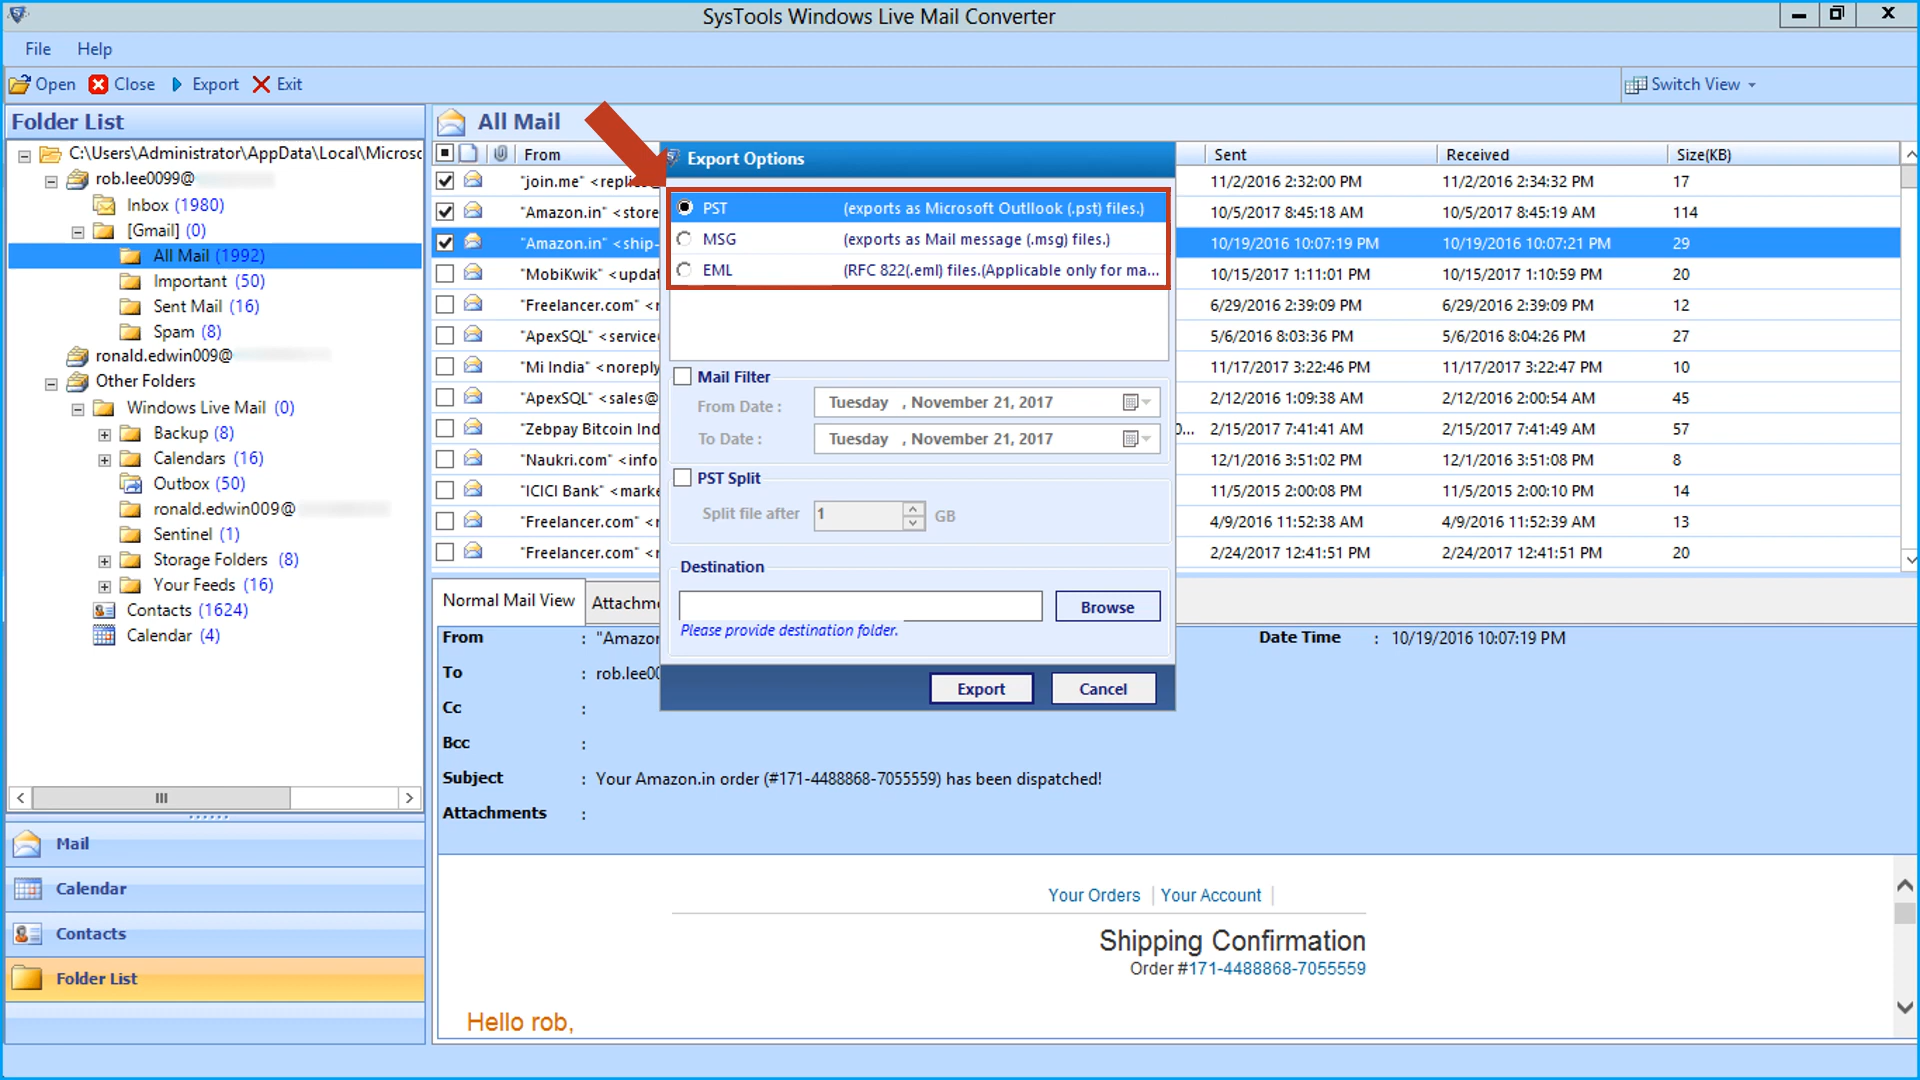 SysTools Windows Live Mail Converter
File Help
Open Close Export Exit Switch View
Folder List
C:\Users\Administrator\AppData\Local\Microsc
rob.lee0099@
Inbox (1980)
[Gmail] (0)
All Mail (1992)
Important (50)
Sent Mail (16)
Spam (8)
ronald.edwin009@
Other Folders
Windows Live Mail (0)
Backup (8)
Calendars (16)
Outbox (50)
ronald.edwin009@
Sentinel (1)
Storage Folders (8)
Your Feeds (16)
Contacts (1624)
Calendar (4)
Mail
Calendar
Contacts
Folder List
All Mail
From Sent Received Size(KB)
"join.me" <replies@ 11/2/2016 2:32:00 PM 11/2/2016 2:34:32 PM 17
"Amazon.in" <store 10/5/2016 8:45:18 AM 10/5/2016 8:45:19 AM 114
"Amazon.in" <ship- 10/19/2016 10:07:19 PM 10/19/2016 10:07:21 PM 29
"MobiKwik" <updat 10/15/2017 1:11:01 PM 10/15/2017 1:10:59 PM 20
"Freelancer.com" <r 6/29/2016 2:39:09 PM 6/29/2016 2:39:09 PM 12
"ApexSQL" <service 5/6/2016 8:03:36 PM 5/6/2016 8:04:26 PM 27
"Mi India" <noreply 11/17/2017 3:22:46 PM 11/17/2017 3:22:47 PM 10
"ApexSQL" <sales@ 2/12/2016 1:09:38 AM 2/12/2016 2:00:54 AM 45
"Zebpay Bitcoin Ind 0... 2/15/2017 7:41:41 AM 2/15/2017 7:41:49 AM 57
"Naukri.com" <info 12/1/2016 3:51:02 PM 12/1/2016 3:51:08 PM 8
"ICICI Bank" <marke 11/5/2015 2:00:08 PM 11/5/2015 2:00:10 PM 14
"Freelancer.com" <r 4/9/2016 11:52:38 AM 4/9/2016 11:52:39 AM 13
"Freelancer.com" <r 2/24/2017 12:41:51 PM 2/24/2017 12:41:51 PM 20
Export Options
PST (exports as Microsoft Outllook (.pst) files.)
MSG (exports as Mail message (.msg) files.)
EML (RFC 822(.eml) files.(Applicable only for ma...
Mail Filter
From Date : Tuesday , November 21, 2017
To Date : Tuesday , November 21, 2017
PST Split
Split file after 1 GB
Destination
Browse
Please provide destination folder.
Export Cancel
Normal Mail View Attachm
From : "Amazon Date Time : 10/19/2016 10:07:19 PM
To : rob.lee00
Cc :
Bcc :
Subject : Your Amazon.in order (#171-4488868-7055559) has been dispatched!
Attachments :
Your Orders | Your Account |
Shipping Confirmation
Order #171-4488868-7055559
Hello rob,